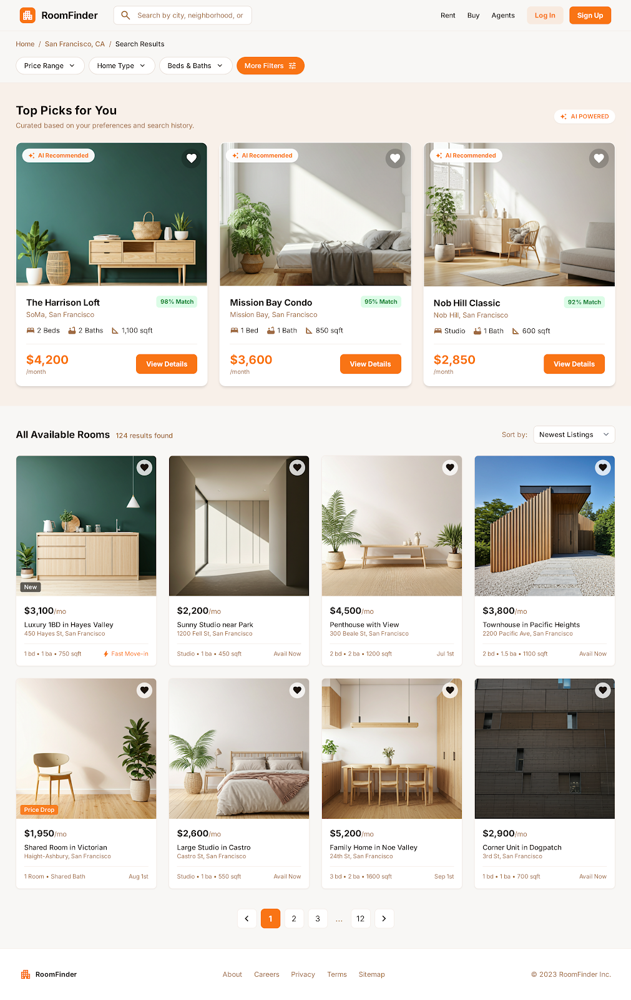 RoomFinder
Search by city, neighborhood, or
Rent
Buy
Agents
Log In
Sign Up
Home / San Francisco, CA / Search Results
Price Range
Home Type
Beds & Baths
More Filters
Top Picks for You
Curated based on your preferences and search history.
AI POWERED
AI Recommended
The Harrison Loft
98% Match
SoMa, San Francisco
2 Beds
2 Baths
1,100 sqft
$4,200
/month
View Details
AI Recommended
Mission Bay Condo
95% Match
Mission Bay, San Francisco
1 Bed
1 Bath
850 sqft
$3,600
/month
View Details
AI Recommended
Nob Hill Classic
92% Match
Nob Hill, San Francisco
Studio
1 Bath
600 sqft
$2,850
/month
View Details
All Available Rooms
124 results found
Sort by:
Newest Listings
New
$3,100/mo
Luxury 1BD in Hayes Valley
450 Hayes St, San Francisco
1 bd • 1 ba • 750 sqft
Fast Move-in
$2,200/mo
Sunny Studio near Park
1200 Fell St, San Francisco
Studio • 1 ba • 450 sqft
Avail Now
$4,500/mo
Penthouse with View
300 Beale St, San Francisco
2 bd • 2 ba • 1200 sqft
Jul 1st
$3,800/mo
Townhouse in Pacific Heights
2200 Pacific Ave, San Francisco
2 bd • 1.5 ba • 1100 sqft
Avail Now
Price Drop
$1,950/mo
Shared Room in Victorian
Haight-Ashbury, San Francisco
1 Room • Shared Bath
Aug 1st
$2,600/mo
Large Studio in Castro
Castro St, San Francisco
Studio • 1 ba • 550 sqft
Avail Now
$5,200/mo
Family Home in Noe Valley
24th St, San Francisco
3 bd • 2 ba • 1600 sqft
Sep 1st
$2,900/mo
Corner Unit in Dogpatch
3rd St, San Francisco
1 bd • 1 ba • 700 sqft
Avail Now
1 2 3 ... 12
RoomFinder
About
Careers
Privacy
Terms
Sitemap
© 2023 RoomFinder Inc.